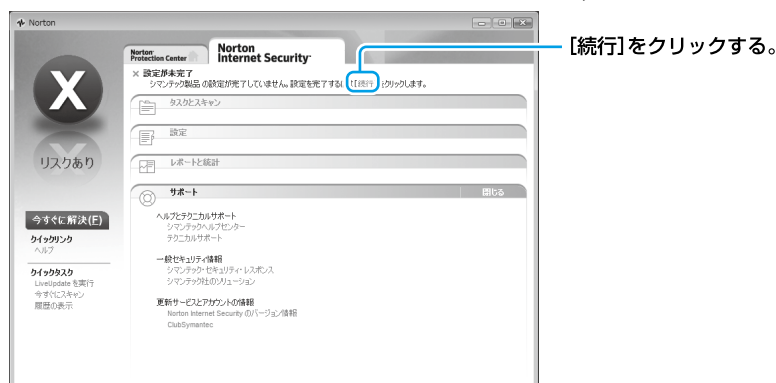 Norton
Norton Protection Center
Norton Internet Security
[続行]をクリックする。
× 設定が未完了
シマンテック製品 の設定が完了していません。設定を完了するに[続行]クリックします。
タスクとスキャン
設定
レポートと統計
サポート 閉じる
X
リスクあり
今すぐに解決(F)
クイックリンク
ヘルプ
クイックタスク
LiveUpdate を実行
今すぐにスキャン
履歴の表示
ヘルプとテクニカルサポート
シマンテックヘルプセンター
テクニカルサポート
一般セキュリティ情報
シマンテック・セキュリティ・レスポンス
シマンテック社のソリューション
更新サービスとアカウントの情報
Norton Internet Security のバージョン情報
ClubSymantec